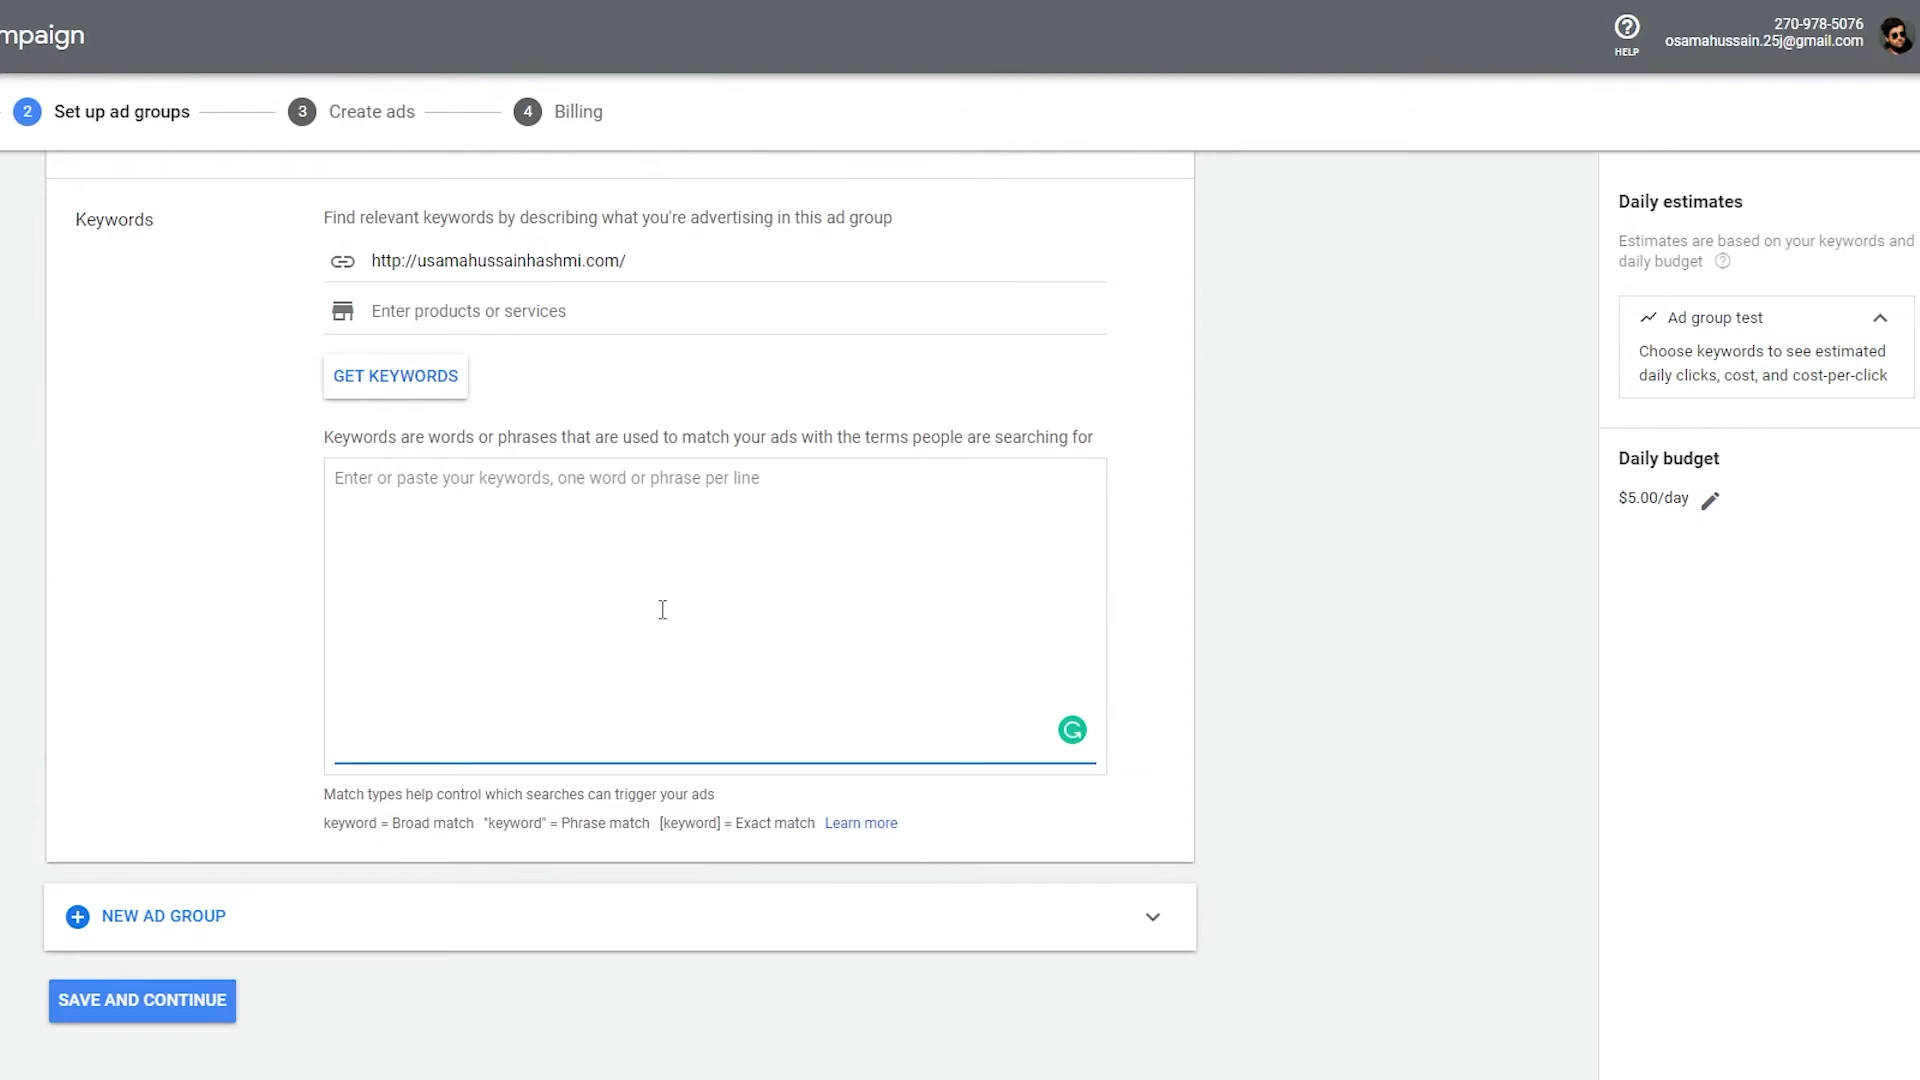 mpaign
HELP
270-978-5076
osamahussain.25j@gmail.com
2 Set up ad groups
3 Create ads
4 Billing
Keywords
Find relevant keywords by describing what you're advertising in this ad group
http://usamahussainhashmi.com/
Enter products or services
GET KEYWORDS
Keywords are words or phrases that are used to match your ads with the terms people are searching for
Enter or paste your keywords, one word or phrase per line
Match types help control which searches can trigger your ads
keyword = Broad match "keyword" = Phrase match [keyword] = Exact match Learn more
NEW AD GROUP
SAVE AND CONTINUE
Daily estimates
Estimates are based on your keywords and
daily budget
Ad group test
Choose keywords to see estimated
daily clicks, cost, and cost-per-click
Daily budget
$5.00/day